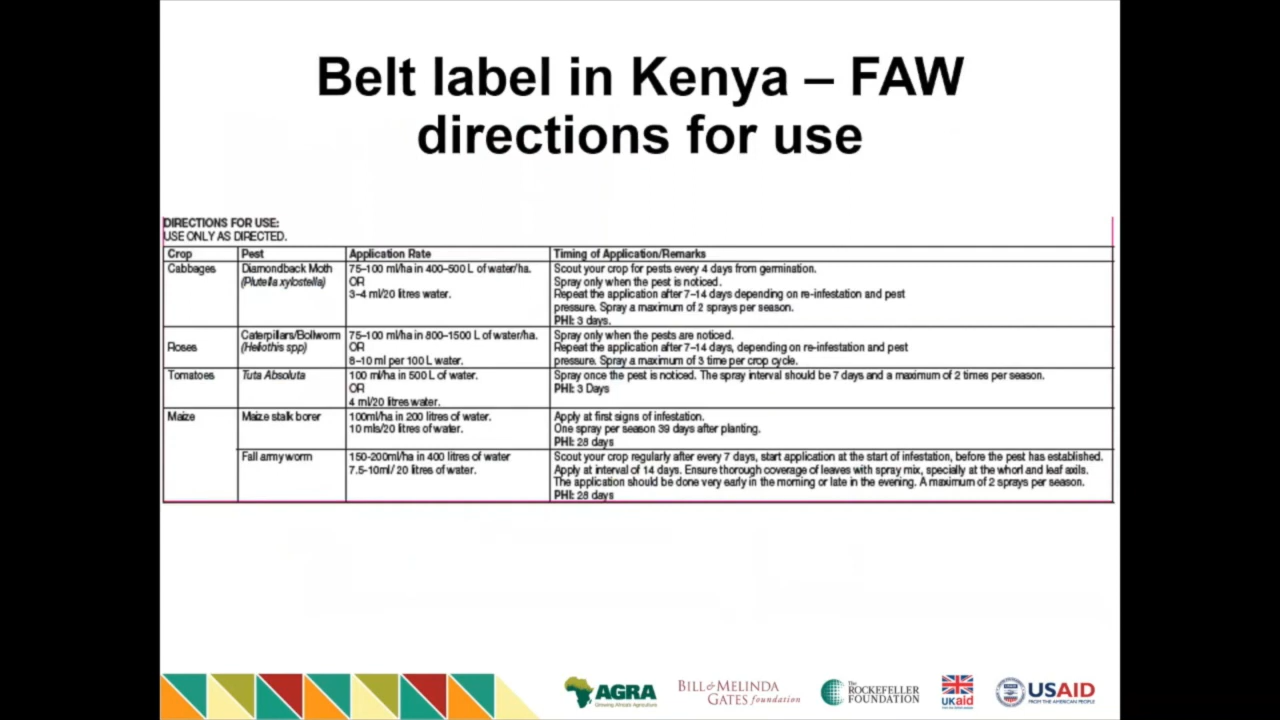 Belt label in Kenya – FAW
directions for use
DIRECTIONS FOR USE:
USE ONLY AS DIRECTED.
Crop Pest Application Rate Timing of Application/Remarks
Cabbages Diamondback Moth 75–100 ml/ha in 400–500 L of water/ha. Scout your crop for pests every 4 days from germination.
(Plutella xylostella) OR Spray only when the pest is noticed.
3–4 ml/20 litres water. Repeat the application after 7–14 days depending on re-infestation and pest
pressure. Spray a maximum of 2 sprays per season.
PHI: 3 days.
Caterpillars/Bollworm 75–100 ml/ha in 800–1500 L of water/ha. Spray only when the pests are noticed.
Roses (Heliothis spp) OR Repeat the application after 7–14 days, depending on re-infestation and pest
8–10 ml per 100 L water. pressure. Spray a maximum of 3 time per crop cycle.
Tomatoes Tuta Absoluta 100 ml/ha in 500 L of water. Spray once the pest is noticed. The spray interval should be 7 days and a maximum of 2 times per season.
OR PHI: 3 Days
4 ml/20 litres water.
Maize Maize stalk borer 100ml/ha in 200 litres of water. Apply at first signs of infestation.
10 mls/20 litres of water. One spray per season 39 days after planting.
PHI: 28 days
Fall armyworm 150-200ml/ha in 400 litres of water Scout your crop regularly after every 7 days, start application at the start of infestation, before the pest has established.
7.5-10ml/ 20 litres of water. Apply at interval of 14 days. Ensure thorough coverage of leaves with spray mix, specially at the whorl and leaf axils.
The application should be done very early in the morning or late in the evening. A maximum of 2 sprays per season.
PHI: 28 days
AGRA
Growing Africa's Agriculture
BILL & MELINDA
GATES foundation
The
ROCKEFELLER
FOUNDATION
UKaid
from the British people
USAID
FROM THE AMERICAN PEOPLE